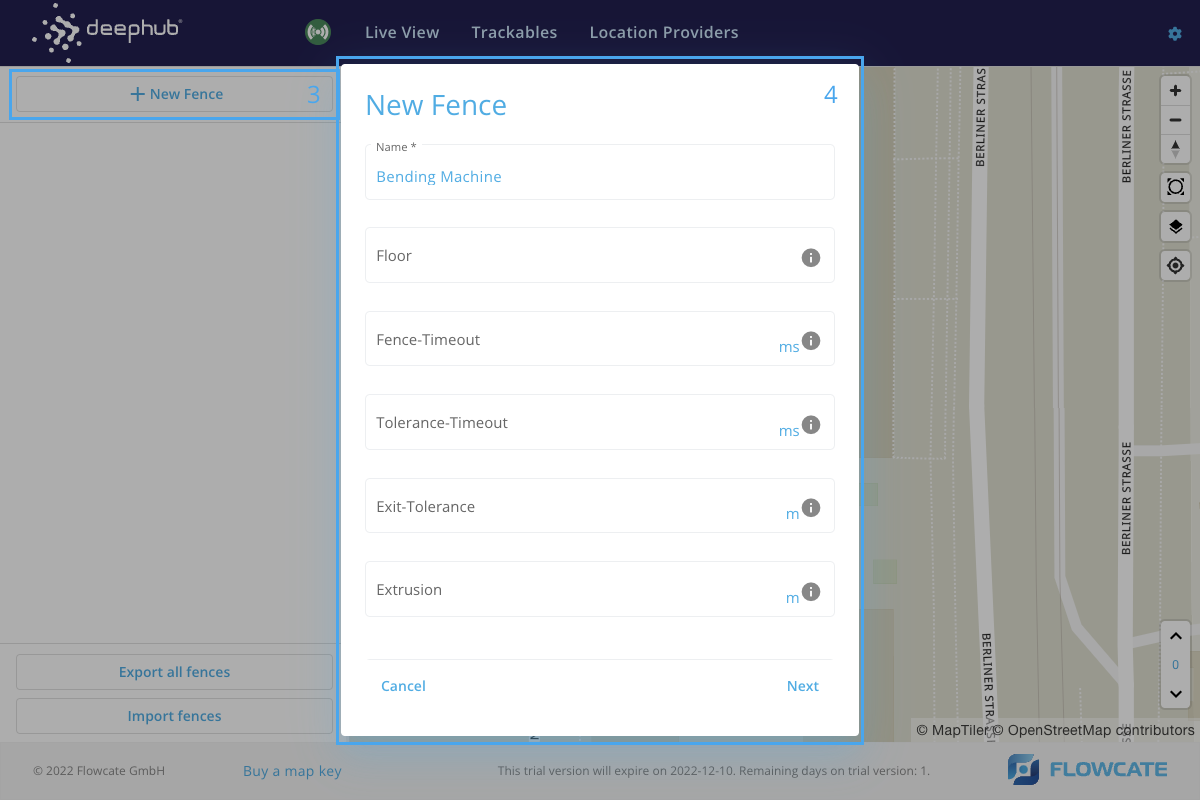 deephub
Live View
Trackables
Location Providers
New Fence
3
New Fence
4
Name *
Bending Machine
Floor
Fence-Timeout
ms
Tolerance-Timeout
ms
Exit-Tolerance
m
Extrusion
m
Cancel
Next
Export all fences
Import fences
BERLINER STRASSE
BERLINER STRASSE
BERLINER STRASSE
0
© MapTiler © OpenStreetMap contributors
© 2022 Flowcate GmbH
Buy a map key
This trial version will expire on 2022-12-10. Remaining days on trial version: 1.
FLOWCATE